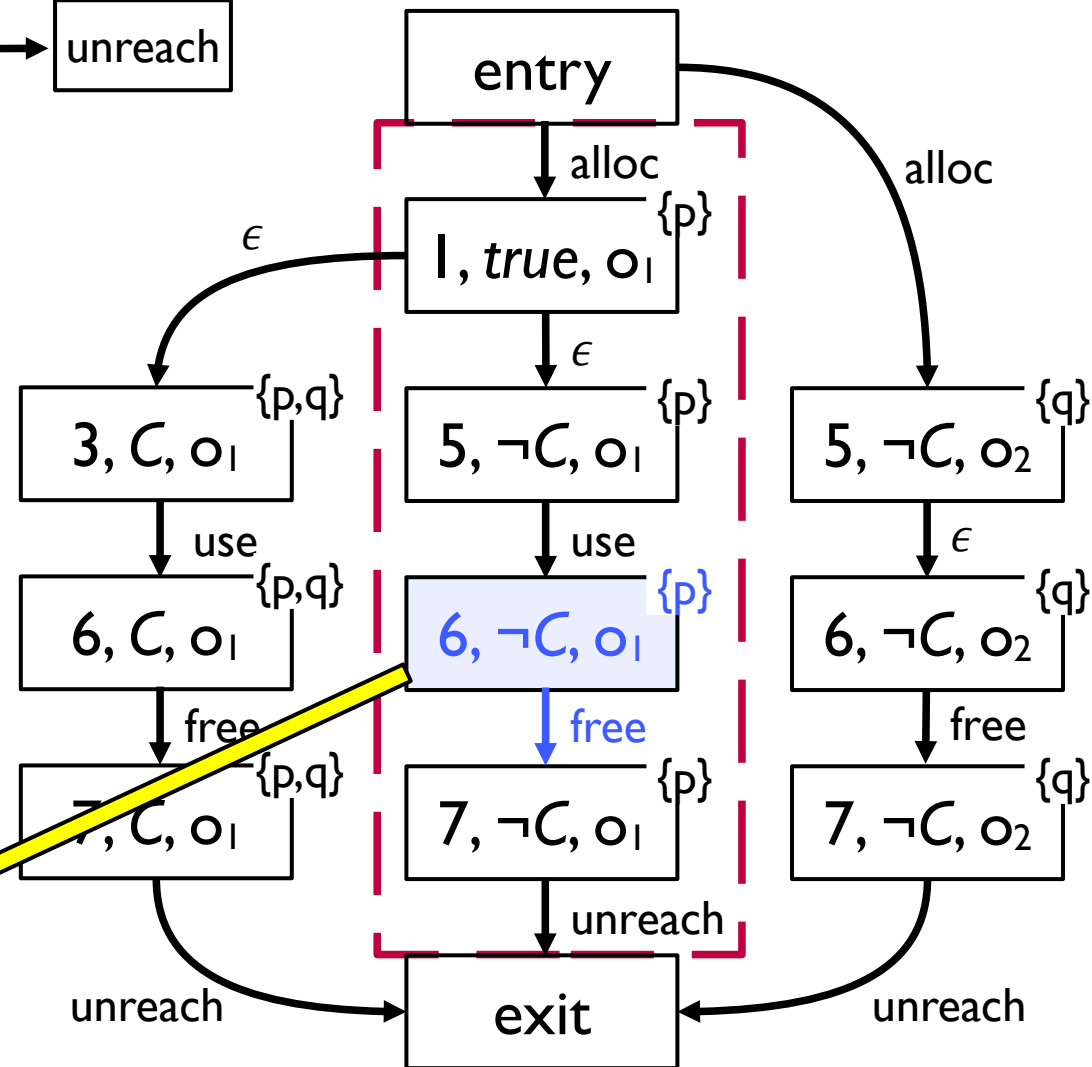 unreach
entry
alloc
alloc
{p}
1, true, o₁
ϵ
ϵ
{p,q}
{p}
{q}
3, C, o₁
5, ¬C, o₁
5, ¬C, o₂
use
use
ϵ
{p,q}
{p}
{q}
6, C, o₁
6, ¬C, o₁
6, ¬C, o₂
free
free
free
{p,q}
{p}
{q}
7, C, o₁
7, ¬C, o₁
7, ¬C, o₂
unreach
unreach
unreach
exit